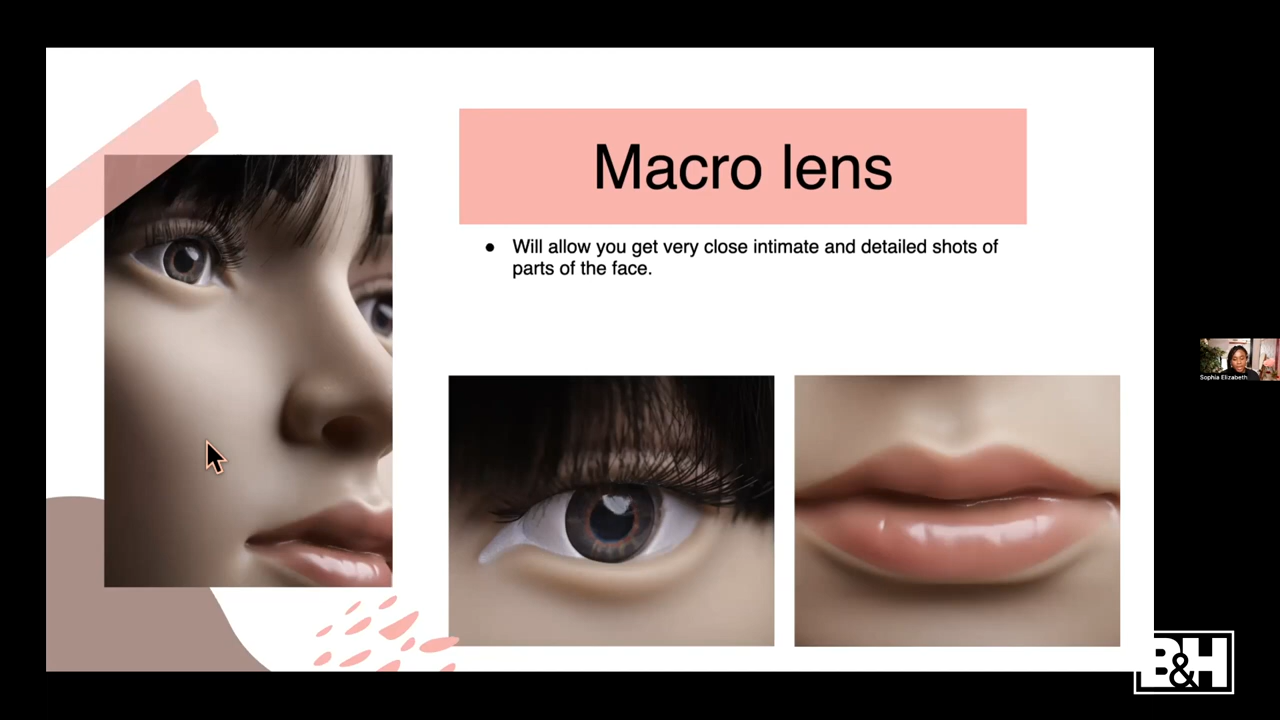 Macro lens
● Will allow you get very close intimate and detailed shots of
parts of the face.
Sophia Elizabeth
B&H